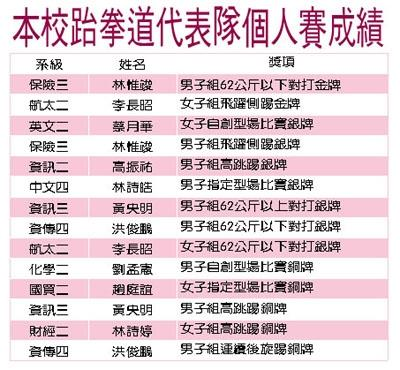 本校跆拳道代表隊個人賽成績
系級 姓名 獎項
保險三 林惟駿 男子組62公斤以下對打金牌
航太二 李長昭 女子組飛躍側踢金牌
英文二 蔡月華 女子自創型場比賽銀牌
保險三 林惟駿 男子組飛躍側踢銀牌
資訊二 高振祐 男子組高跳踢銀牌
中文四 林詩皓 男子指定型場比賽銀牌
資訊三 黃央明 男子組62公斤以上對打銀牌
資傳四 洪俊鵬 男子組62公斤以下對打銀牌
航太二 李長昭 女子組62公斤以下對打銀牌
化學二 劉孟憲 男子自創型場比賽銅牌
國貿二 趙庭誼 女子指定型場比賽銅牌
資訊三 黃央明 男子組高跳踢銅牌
財經二 林詩婷 女子組高跳踢銅牌
資傳四 洪俊鵬 男子組連續後旋踢銅牌